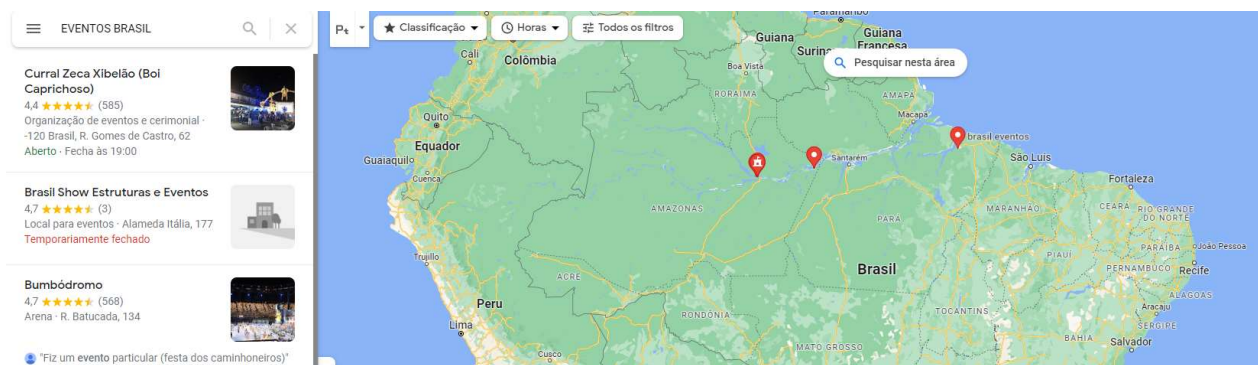 EVENTOS BRASIL
Curral Zeca Xibelão (Boi
Caprichoso)
4,4 ★★★★★ (585)
Organização de eventos e cerimonial ·
-120 Brasil, R. Gomes de Castro, 62
Aberto · Fecha às 19:00
Brasil Show Estruturas e Eventos
4,7 ★★★★★ (3)
Local para eventos · Alameda Itália, 177
Temporariamente fechado
Bumbódromo
4,7 ★★★★★ (568)
Arena · R. Batucada, 134
"Fiz um evento particular (festa dos caminhoneiros)"
Pt
★ Classificação
Horas
Todos os filtros
Pesquisar nesta área
Paramaribo
Guiana
Guiana
Francesa
Cali
Colômbia
Boa Vista
RORAIMA
AMAPÁ
Macapá
Quito
Equador
Guaiaquil
Cuenca
brasil eventos
Santarém
São Luis
Fortaleza
AMAZONAS
PARÁ
MARANHÃO
CEARÁ
RIO GRANDE
DO NORTE
PARAÍBA
João Pessoa
PIAUÍ
PERNAMBUCO
Recife
Trujillo
ACRE
Brasil
ALAGOAS
Aracaju
SERGIPE
Peru
RONDÔNIA
TOCANTINS
Lima
BAHIA
Salvador
Cusco
MATO GROSSO